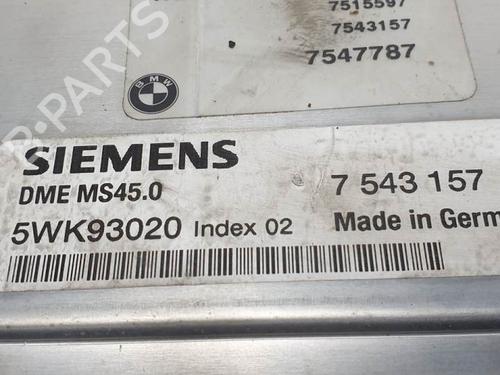 7515597
7543157
7547787
BMW
SIEMENS
DME MS45.0
7 543 157
5WK93020 Index 02
Made in Germ